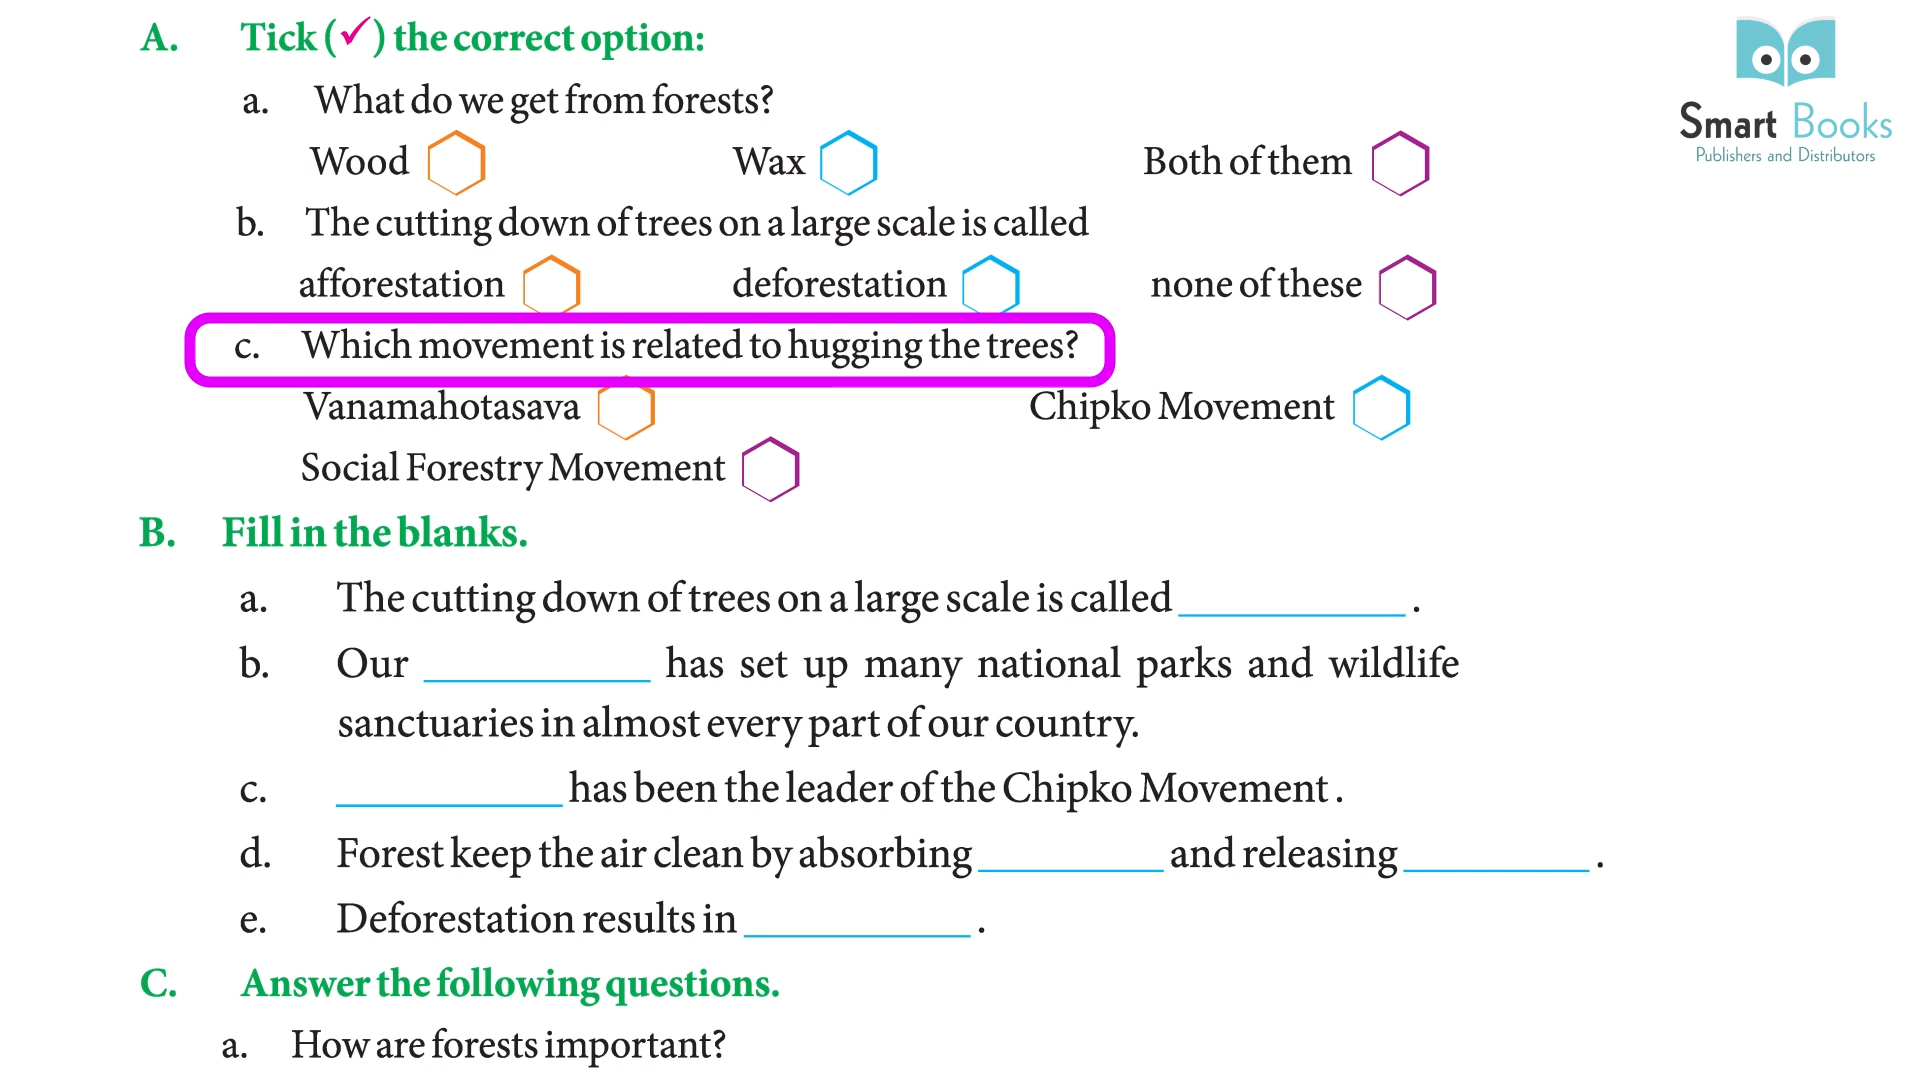 A. Tick (✓) the correct option:
Smart Books
Publishers and Distributors
a. What do we get from forests?
Wood Wax Both of them
b. The cutting down of trees on a large scale is called
afforestation deforestation none of these
c. Which movement is related to hugging the trees?
Vanamahotasava Chipko Movement
Social Forestry Movement
B. Fill in the blanks.
a. The cutting down of trees on a large scale is called __________ .
b. Our __________ has set up many national parks and wildlife
sanctuaries in almost every part of our country.
c. __________ has been the leader of the Chipko Movement .
d. Forest keep the air clean by absorbing ________ and releasing ________ .
e. Deforestation results in __________ .
C. Answer the following questions.
a. How are forests important?